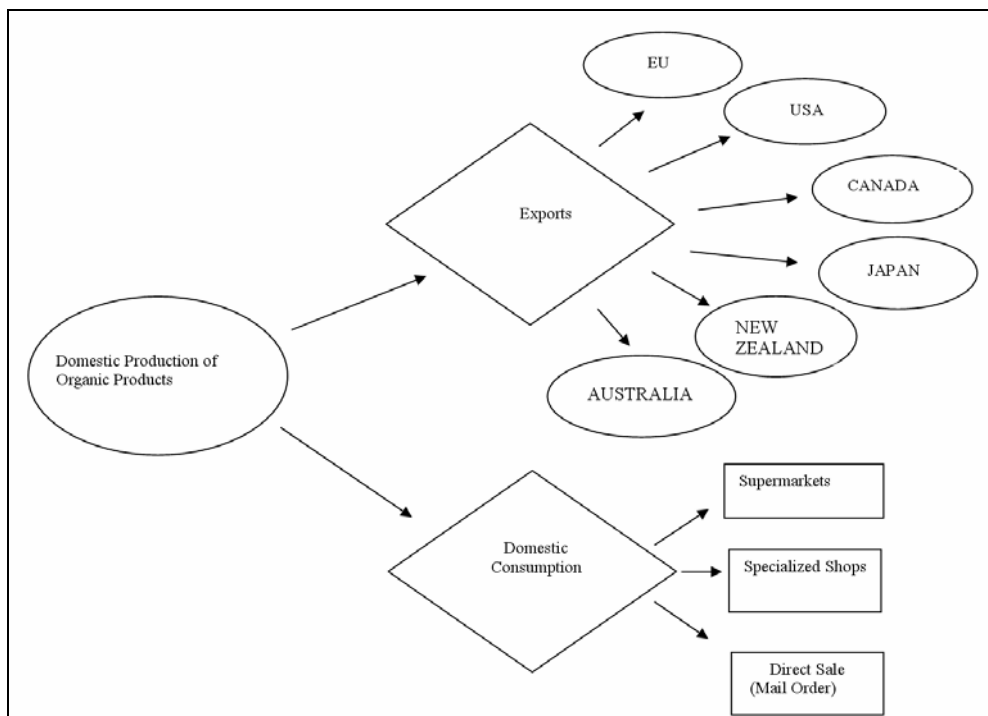 EU
USA
CANADA
Exports
JAPAN
NEW
ZEALAND
Domestic Production of
Organic Products
AUSTRALIA
Supermarkets
Domestic
Consumption
Specialized Shops
Direct Sale
(Mail Order)